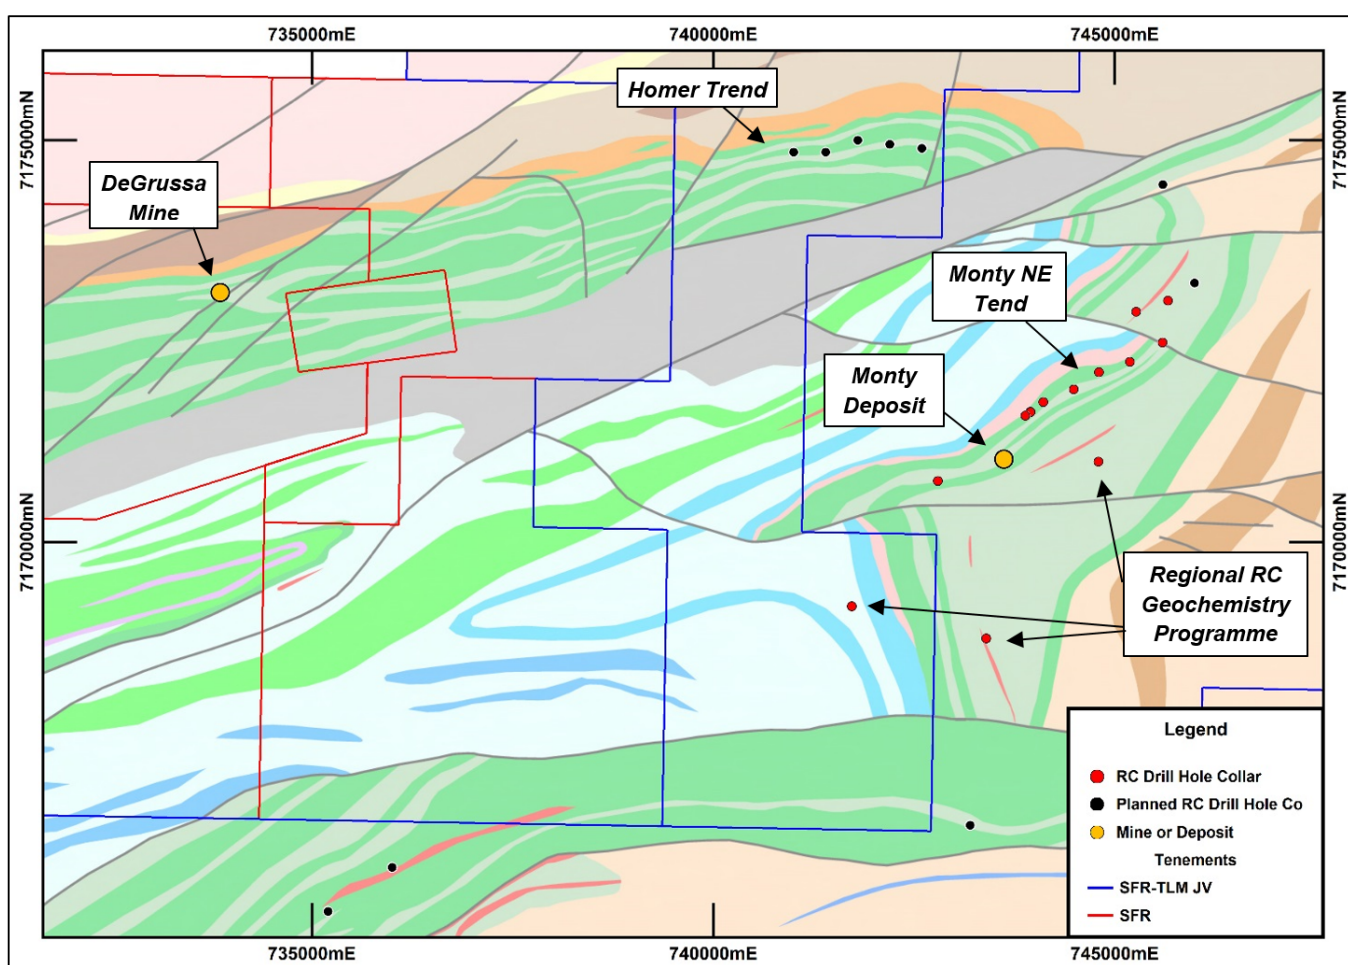 735000mE
740000mE
745000mE
7175000mN
7175000mN
Homer Trend
DeGrussa
Mine
Monty NE
Tend
Monty
Deposit
7170000mN
7170000mN
Regional RC
Geochemistry
Programme
Legend
RC Drill Hole Collar
Planned RC Drill Hole Co
Mine or Deposit
Tenements
SFR-TLM JV
SFR
735000mE
740000mE
745000mE